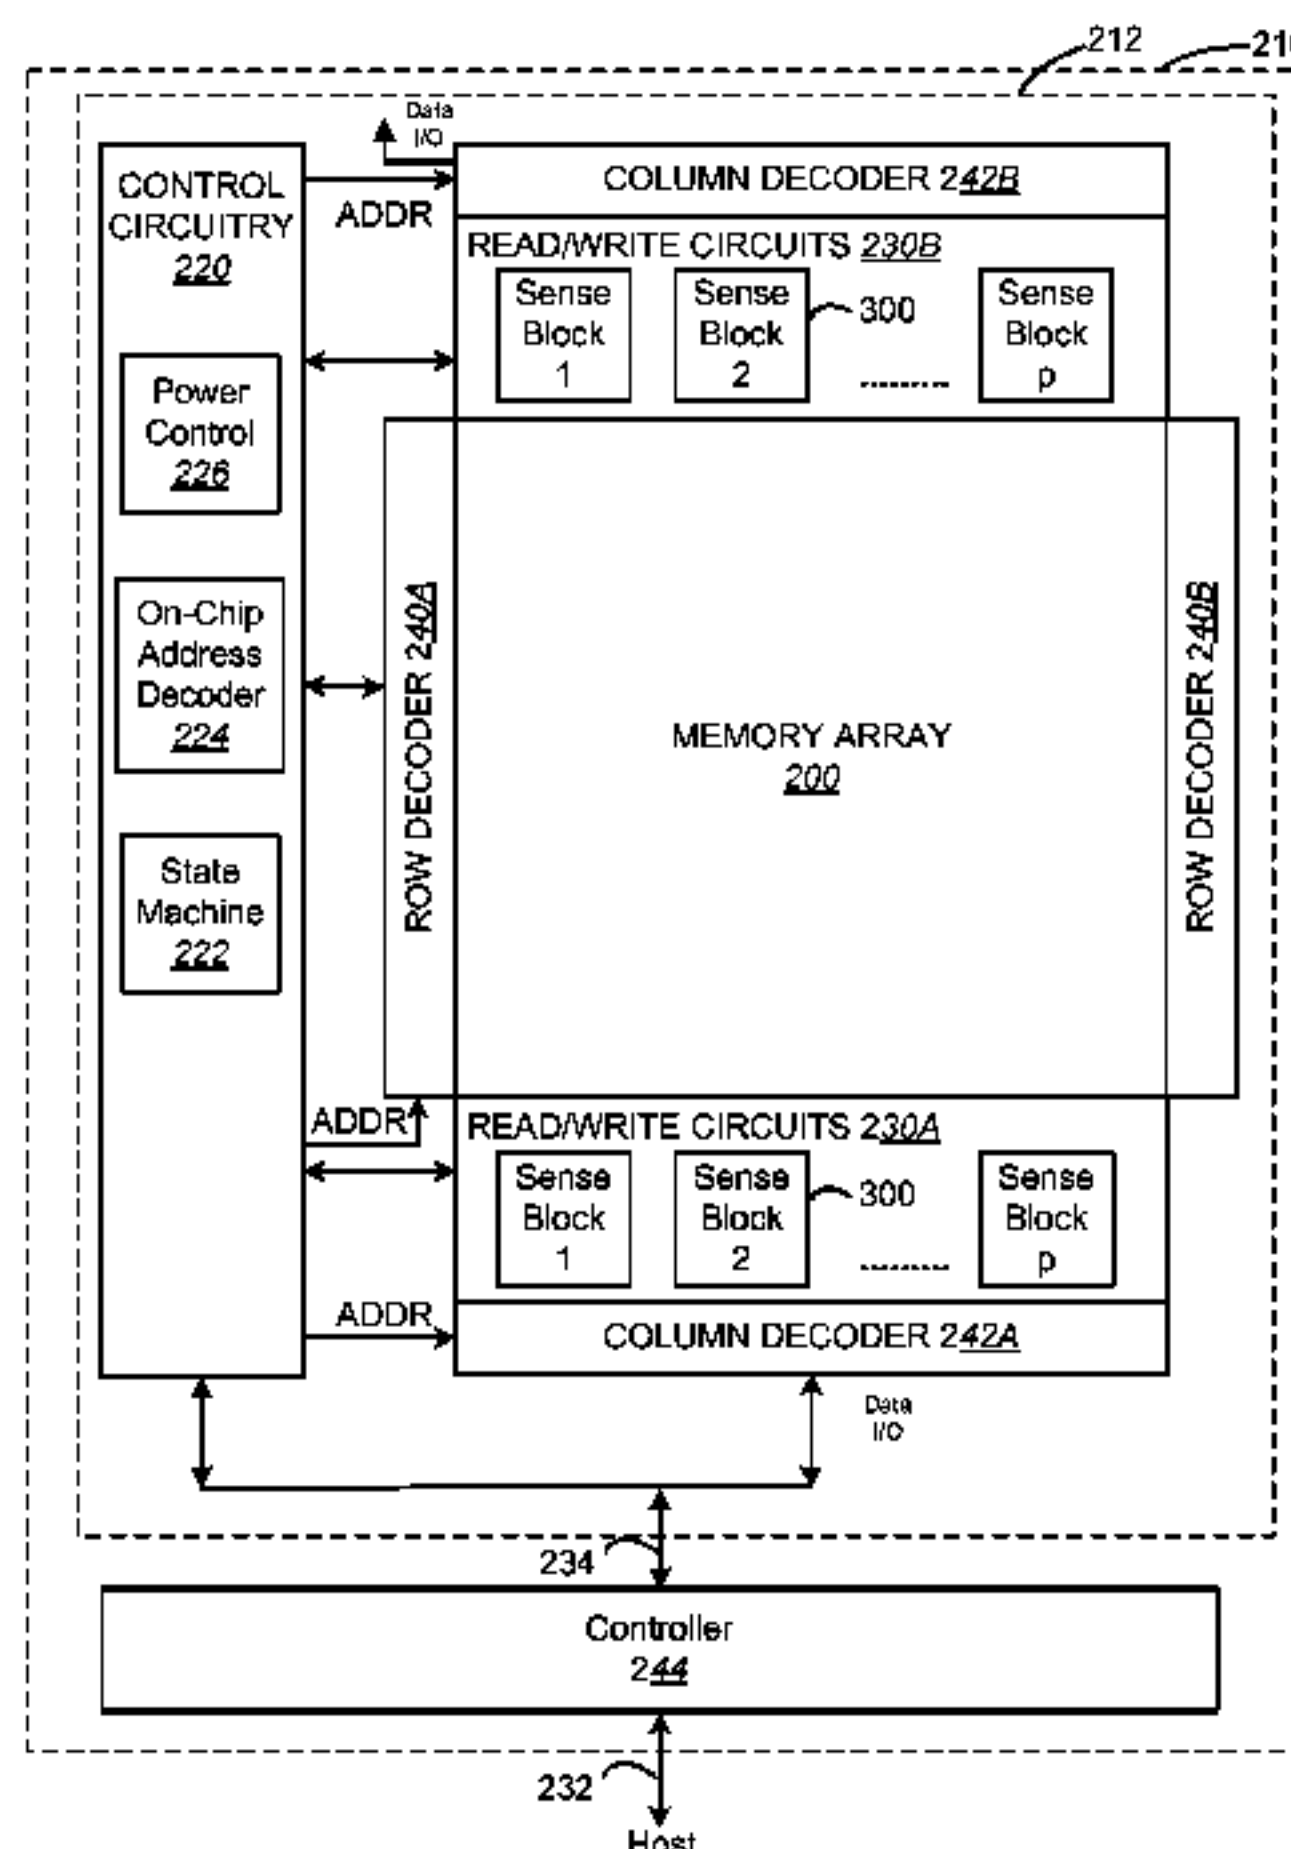 212
Data
I/O
CONTROL
CIRCUITRY
220
ADDR
COLUMN DECODER 242B
READ/WRITE CIRCUITS 230B
Sense
Block
1
Sense
Block
2
300
.........
Sense
Block
p
Power
Control
226
On-Chip
Address
Decoder
224
State
Machine
222
ROW DECODER 240A
MEMORY ARRAY
200
ROW DECODER 240B
ADDR
READ/WRITE CIRCUITS 230A
Sense
Block
1
Sense
Block
2
300
.........
Sense
Block
p
ADDR
COLUMN DECODER 242A
Data
I/O
234
Controller
244
232
Host